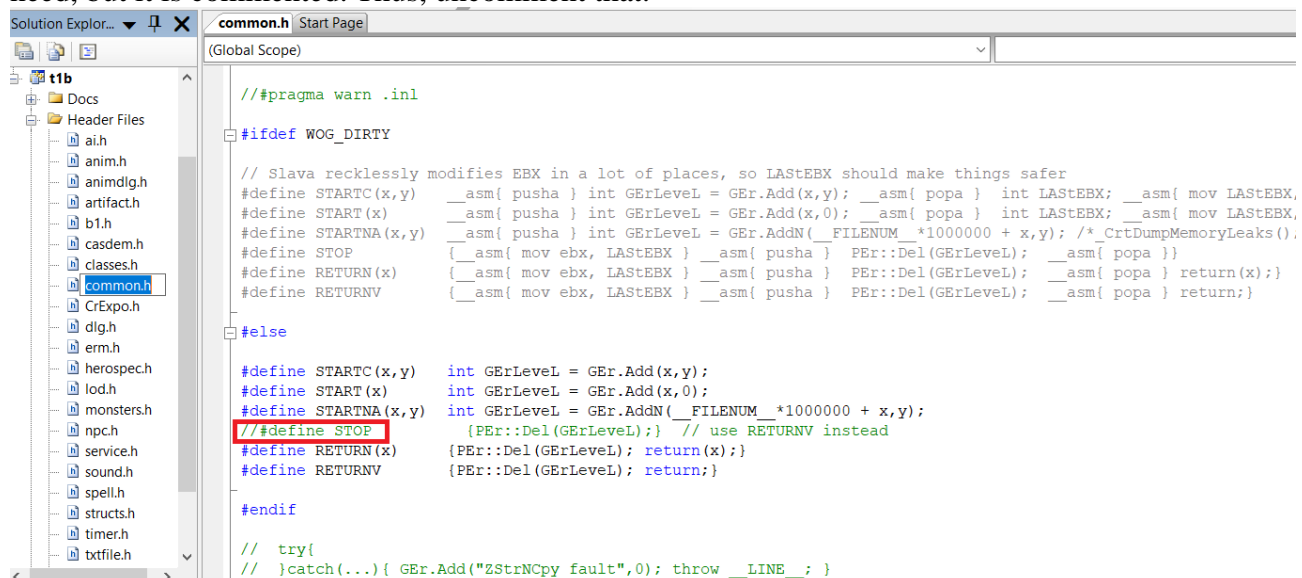 need, but it is commented. Thus, uncomment that.
Solution Explor...
common.h Start Page
(Global Scope)
t1b
Docs
Header Files
ai.h
anim.h
animdlg.h
artifact.h
b1.h
casdem.h
classes.h
common.h
CrExpo.h
dlg.h
erm.h
herospec.h
lod.h
monsters.h
npc.h
service.h
sound.h
spell.h
structs.h
timer.h
txtfile.h
//#pragma warn .inl
#ifdef WOG_DIRTY
// Slava recklessly modifies EBX in a lot of places, so LAStEBX should make things safer
#define STARTC(x,y) __asm{ pusha } int GErLeveL = GEr.Add(x,y); __asm{ popa } int LAStEBX; __asm{ mov LAStEBX,
#define START(x) __asm{ pusha } int GErLeveL = GEr.Add(x,0); __asm{ popa } int LAStEBX; __asm{ mov LAStEBX,
#define STARTNA(x,y) __asm{ pusha } int GErLeveL = GEr.AddN(__FILENUM__*1000000 + x,y); /*_CrtDumpMemoryLeaks();
#define STOP {__asm{ mov ebx, LAStEBX } __asm{ pusha } PEr::Del(GErLeveL); __asm{ popa }}
#define RETURN(x) {__asm{ mov ebx, LAStEBX } __asm{ pusha } PEr::Del(GErLeveL); __asm{ popa } return(x);}
#define RETURNV {__asm{ mov ebx, LAStEBX } __asm{ pusha } PEr::Del(GErLeveL); __asm{ popa } return;}
#else
#define STARTC(x,y) int GErLeveL = GEr.Add(x,y);
#define START(x) int GErLeveL = GEr.Add(x,0);
#define STARTNA(x,y) int GErLeveL = GEr.AddN(__FILENUM__*1000000 + x,y);
//#define STOP {PEr::Del(GErLeveL);} // use RETURNV instead
#define RETURN(x) {PEr::Del(GErLeveL); return(x);}
#define RETURNV {PEr::Del(GErLeveL); return;}
#endif
// try{
// }catch(...){ GEr.Add("ZStrNCpy fault",0); throw __LINE__; }